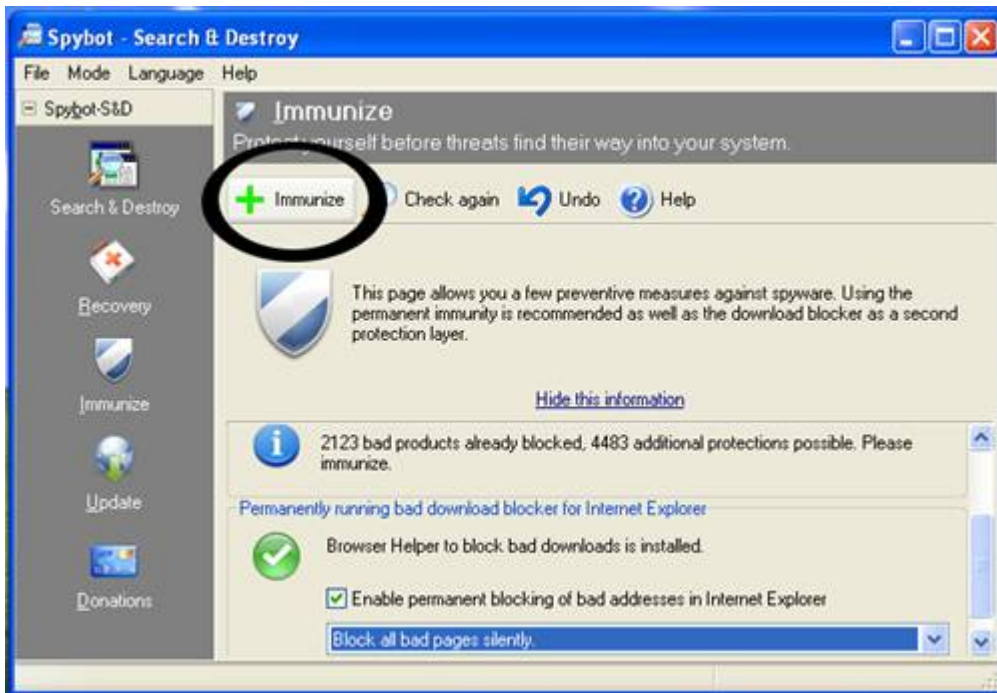 Spybot - Search & Destroy
File Mode Language Help
Spybot-S&D
Search & Destroy
Recovery
Immunize
Update
Donations
Immunize
Protect yourself before threats find their way into your system.
Immunize Check again Undo Help
This page allows you a few preventive measures against spyware. Using the
permanent immunity is recommended as well as the download blocker as a second
protection layer.
Hide this information
2123 bad products already blocked, 4483 additional protections possible. Please
immunize.
Permanently running bad download blocker for Internet Explorer
Browser Helper to block bad downloads is installed.
Enable permanent blocking of bad addresses in Internet Explorer
Block all bad pages silently.